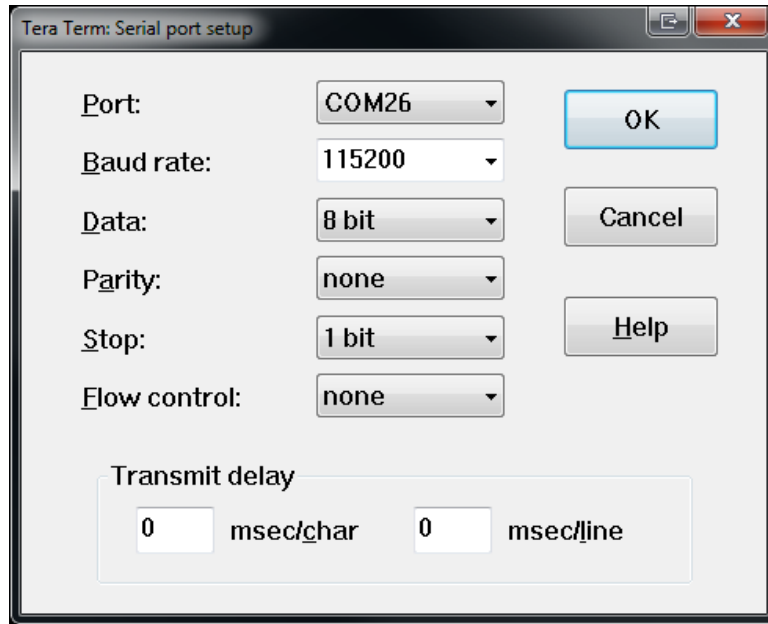 Tera Term: Serial port setup
Port: COM26
OK
Baud rate: 115200
Data: 8 bit
Cancel
Parity: none
Stop: 1 bit
Help
Flow control: none
Transmit delay
0 msec/char 0 msec/line